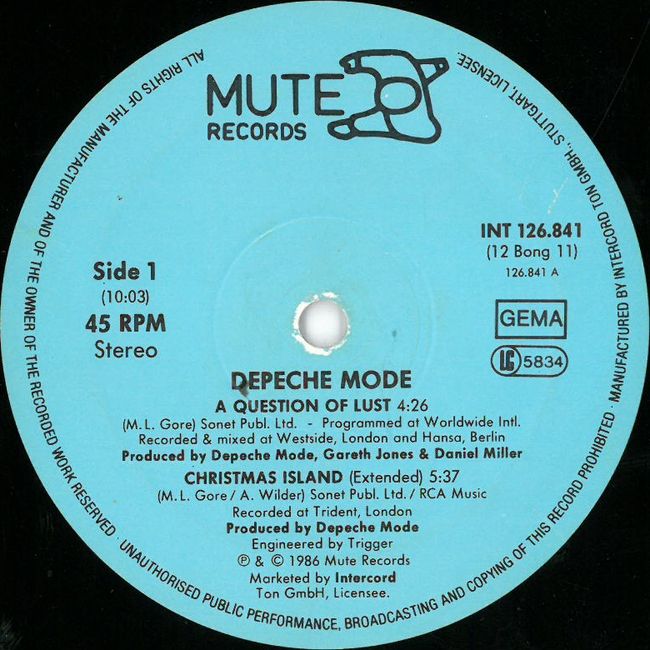 MUTE
RECORDS
INT 126.841
(12 Bong 11)
126.841 A
Side 1
(10:03)
45 RPM
Stereo
GEMA
LC 5834
DEPECHE MODE
A QUESTION OF LUST 4:26
(M. L. Gore) Sonet Publ. Ltd. - Programmed at Worldwide Intl.
Recorded & mixed at Westside, London and Hansa, Berlin
Produced by Depeche Mode, Gareth Jones & Daniel Miller
CHRISTMAS ISLAND (Extended) 5:37
(M. L. Gore / A. Wilder) Sonet Publ. Ltd. / RCA Music
Recorded at Trident, London
Produced by Depeche Mode
Engineered by Trigger
Ⓟ & © 1986 Mute Records
Marketed by Intercord
Ton GmbH, Licensee.
ALL RIGHTS OF THE MANUFACTURER AND OF THE OWNER OF THE RECORDED WORK RESERVED · UNAUTHORISED PUBLIC PERFORMANCE, BROADCASTING AND COPYING OF THIS RECORD PROHIBITED · MANUFACTURED BY INTERCORD TON GMBH., STUTTGART, LICENSEE.